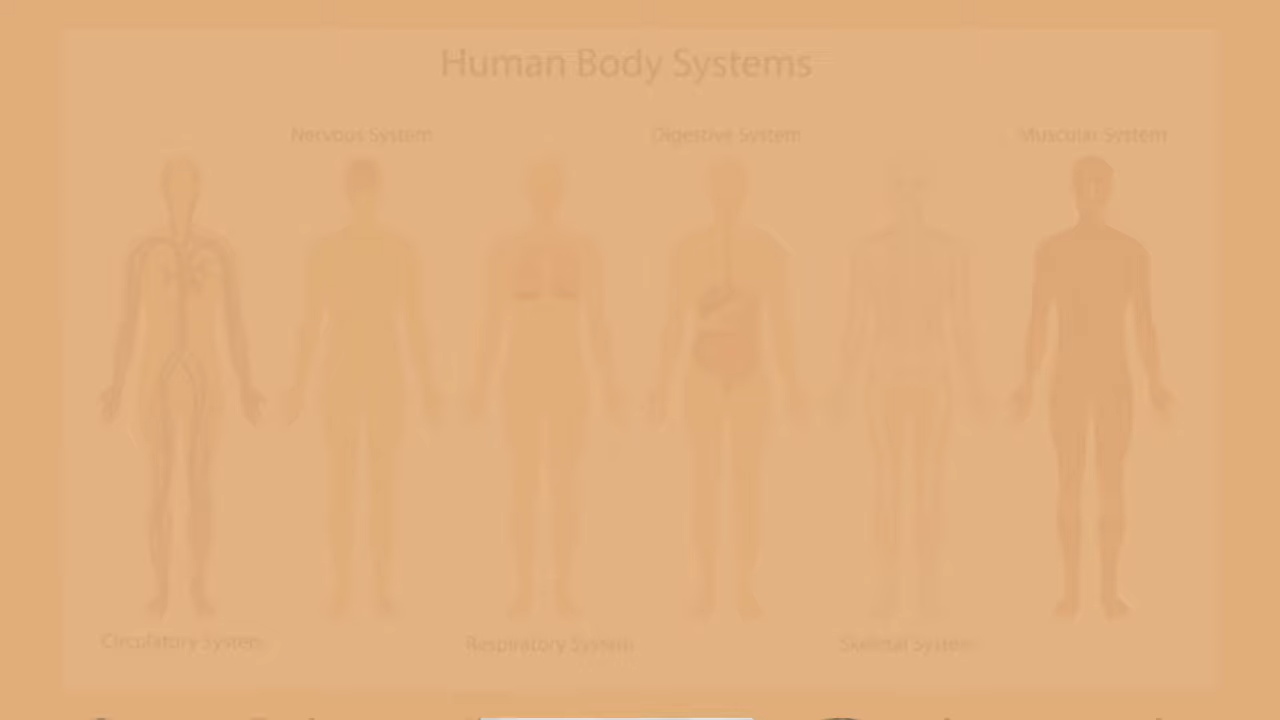 Human Body Systems
Nervous System
Digestive System
Muscular System
Circulatory System
Respiratory System
Skeletal System